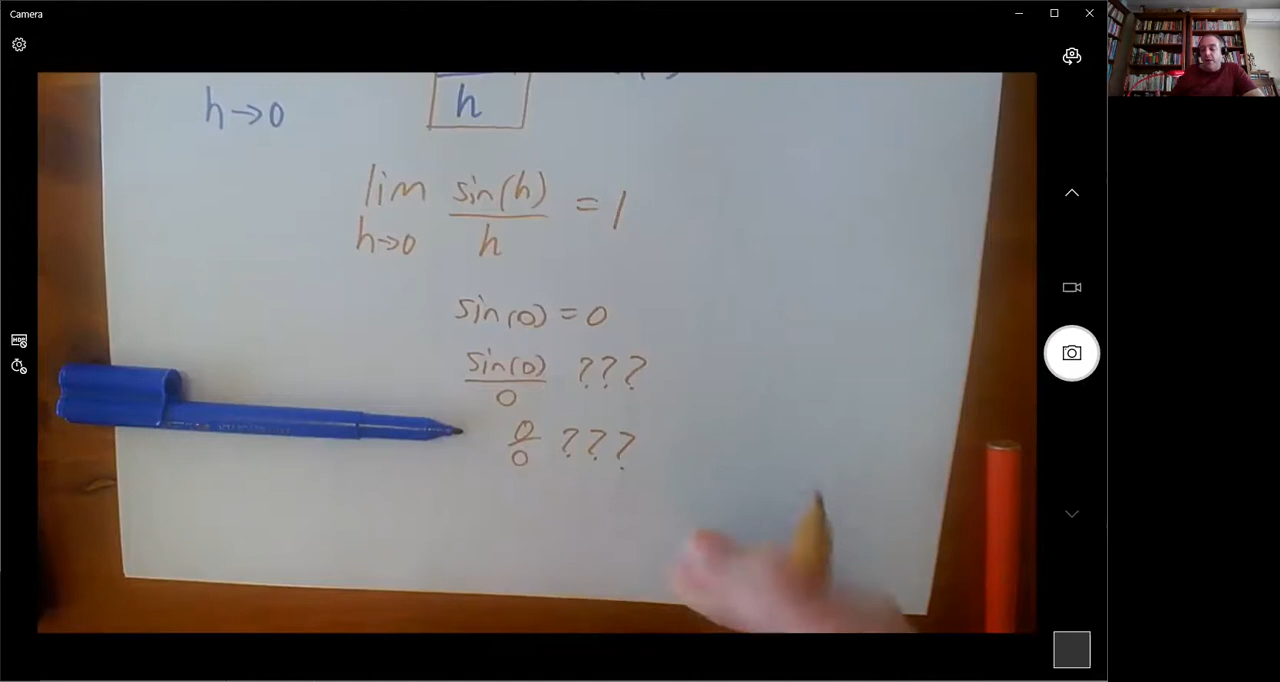 Camera
h→0
h
lim sin(h)/h = 1
h→0
sin(0) = 0
sin(0)/0 ???
0/0 ???